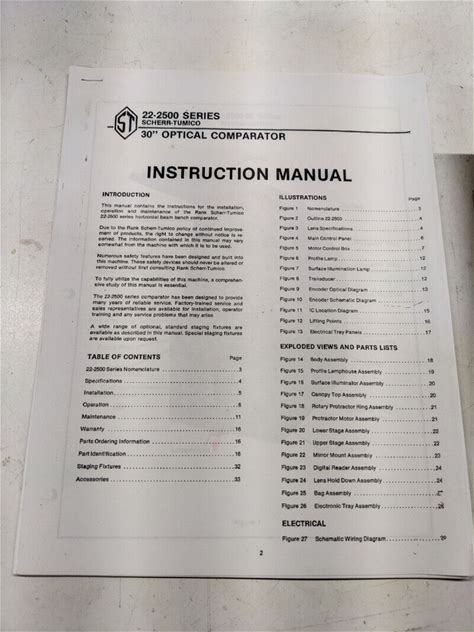 ST
22-2500 SERIES
SCHERR-TUMICO
30" OPTICAL COMPARATOR
INSTRUCTION MANUAL
INTRODUCTION
This manual contains the instructions for the installation,
operation and maintenance of the Rank Scherr-Tumico
22-2500 series horizontal beam bench comparator.
Due to the Rank Scherr-Tumico policy of continued improve-
ment of products, the right to change without notice is re-
served. The information contained in this manual may vary
somewhat from the machine with which it is to be used.
Numerous safety features have been designed and built into
this machine. These safety devices should never be altered or
removed without first consulting Rank Scherr-Tumico.
To fully utilize the capabilities of this machine, a comprehen-
sive study of this manual is essential.
The 22-2500 series comparator has been designed to provide
many years of reliable service. Factory-trained service and
sales representatives are available for installation, operator
training and any service problems that may arise.
A wide range of optional, standard staging fixtures are
available as described in this manual. Special staging fixtures
are available upon request.
TABLE OF CONTENTS Page
22-2500 Series Nomenclature 3
Specifications 4
Installation 5
Operation 6
Maintenance 11
Warranty 16
Parts Ordering Information 16
Part Identification 16
Staging Fixtures 32
Accessories 33
ILLUSTRATIONS Page
Figure 1 Nomenclature 3
Figure 2 Outline 22-2500 4
Figure 3 Lens Specifications 4
Figure 4 Main Control Panel 6
Figure 5 Motor Control Box 7
Figure 6 Profile Lamp 12
Figure 7 Surface Illumination Lamp 12
Figure 8 Transducer
Figure 9 Encoder Optical Diagram 13
Figure 10 Encoder Schematic Diagram 13
Figure 11 IC Location Diagram 15
Figure 12 Lifting Points 16
Figure 13 Electrical Tray Panels 17
EXPLODED VIEWS AND PARTS LISTS
Figure 14 Body Assembly 18
Figure 15 Profile Lamphouse Assembly 19
Figure 16 Surface Illuminator Assembly 20
Figure 17 Canopy Top Assembly 20
Figure 18 Rotary Protractor Ring Assembly 21
Figure 19 Protractor Motor Assembly 21
Figure 20 Lower Stage Assembly 22
Figure 21 Upper Stage Assembly 22
Figure 22 Mirror Mount Assembly 23
Figure 23 Digital Reader Assembly 24
Figure 24 Lens Hold Down Assembly 24
Figure 25 Bag Assembly
Figure 26 Electronic Tray Assembly 26
ELECTRICAL
Figure 27 Schematic Wiring Diagram 29
2